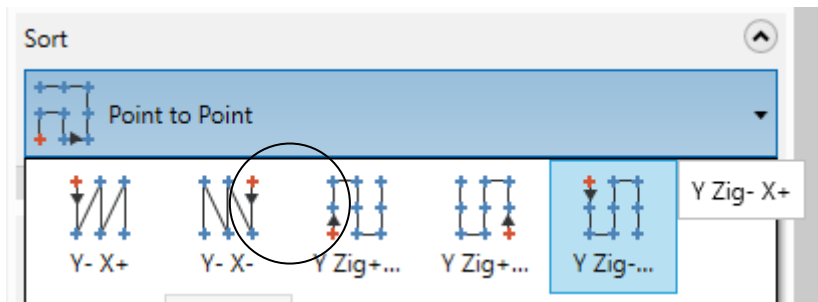 Sort
Point to Point
Y Zig- X+
Y- X+
Y- X-
Y Zig+...
Y Zig+...
Y Zig-...